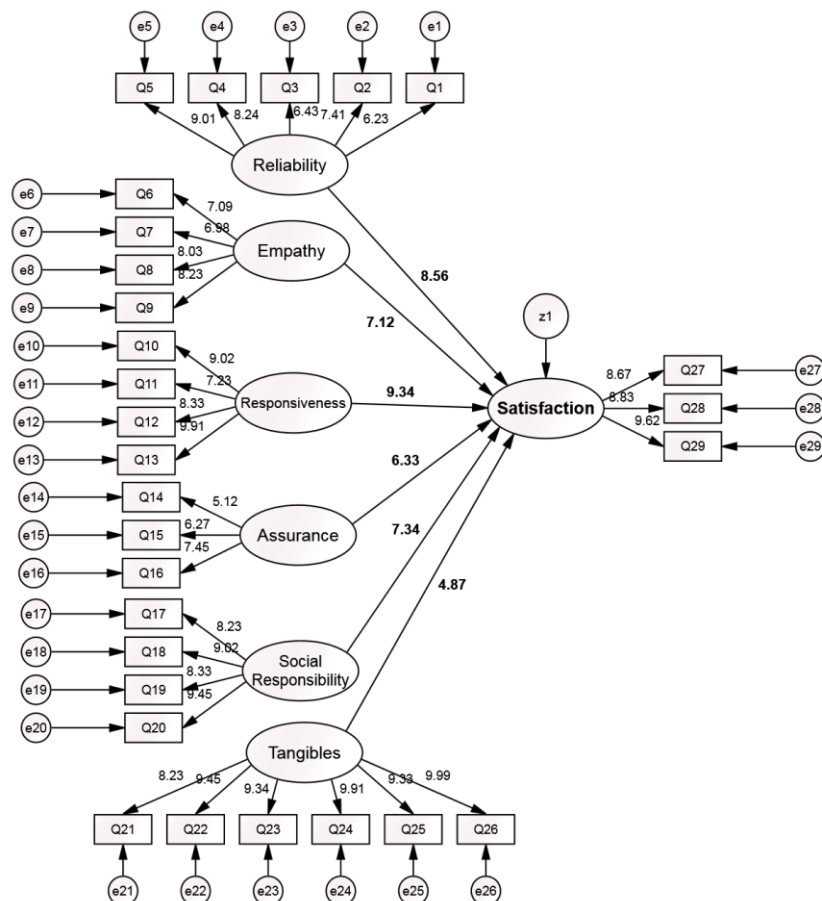 e5 e4 e3 e2 e1
Q5 Q4 Q3 Q2 Q1
9.01 8.24 6.43 7.41 6.23
Reliability
e6 Q6
7.09
e7 Q7
6.98
Empathy
e8 Q8
8.03
8.23
e9 Q9
8.56
7.12
z1
e10 Q10
9.02
e11 Q11
7.23
Responsiveness
9.34
e12 Q12
8.33
9.91
e13 Q13
Satisfaction
8.67
Q27 e27
8.83
Q28 e28
9.62
Q29 e29
e14 Q14
5.12
e15 Q15
6.27
Assurance
6.33
e16 Q16
7.45
7.34
4.87
e17 Q17
8.23
e18 Q18
9.02
Social
Responsibility
e19 Q19
8.33
9.45
e20 Q20
Tangibles
8.23 9.45 9.34 9.91 9.33 9.99
Q21 Q22 Q23 Q24 Q25 Q26
e21 e22 e23 e24 e25 e26